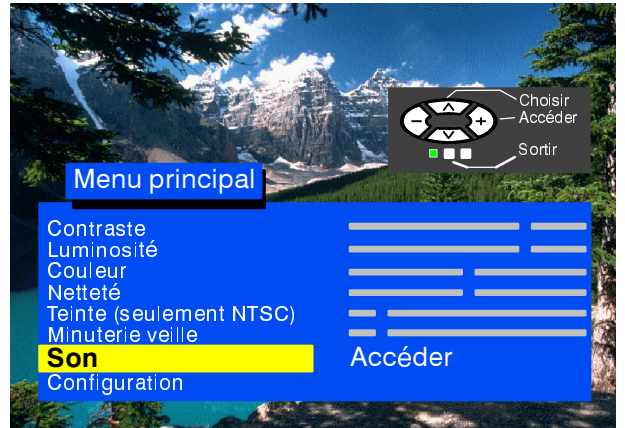 Choisir
Accéder
Sortir
Menu principal
Contraste
Luminosité
Couleur
Netteté
Teinte (seulement NTSC)
Minuterie veille
Son Accéder
Configuration